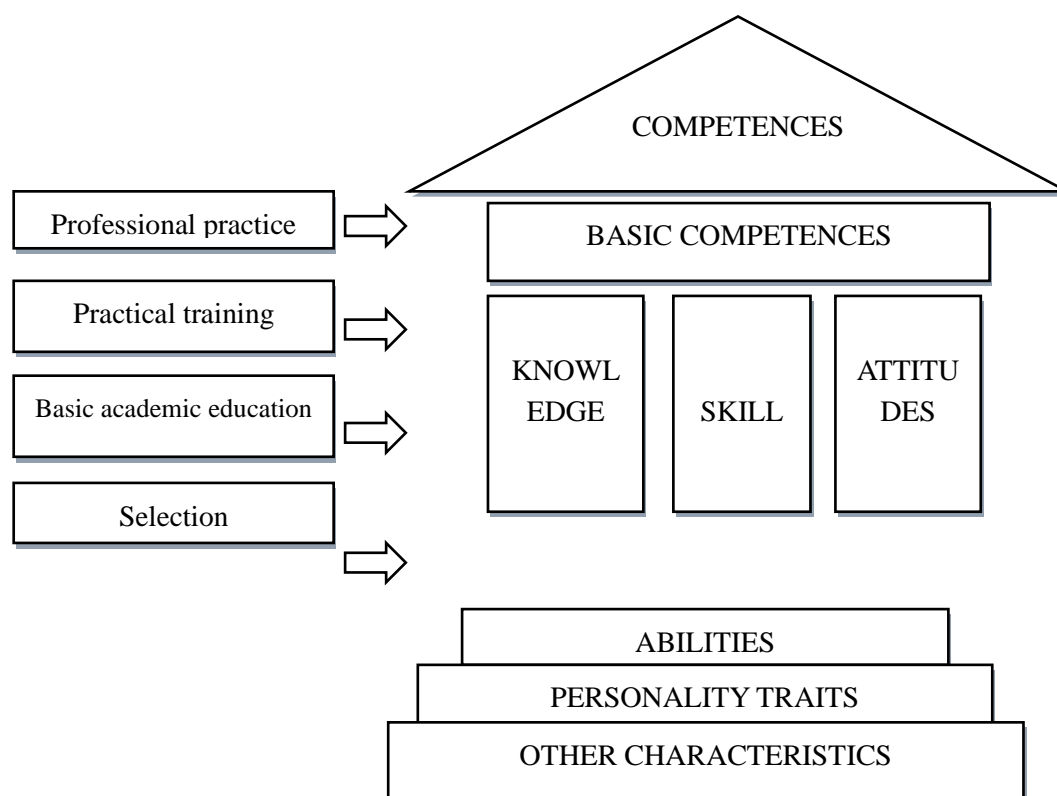 COMPETENCES
Professional practice
BASIC COMPETENCES
Practical training
KNOWL
EDGE
SKILL
ATTITU
DES
Basic academic education
Selection
ABILITIES
PERSONALITY TRAITS
OTHER CHARACTERISTICS